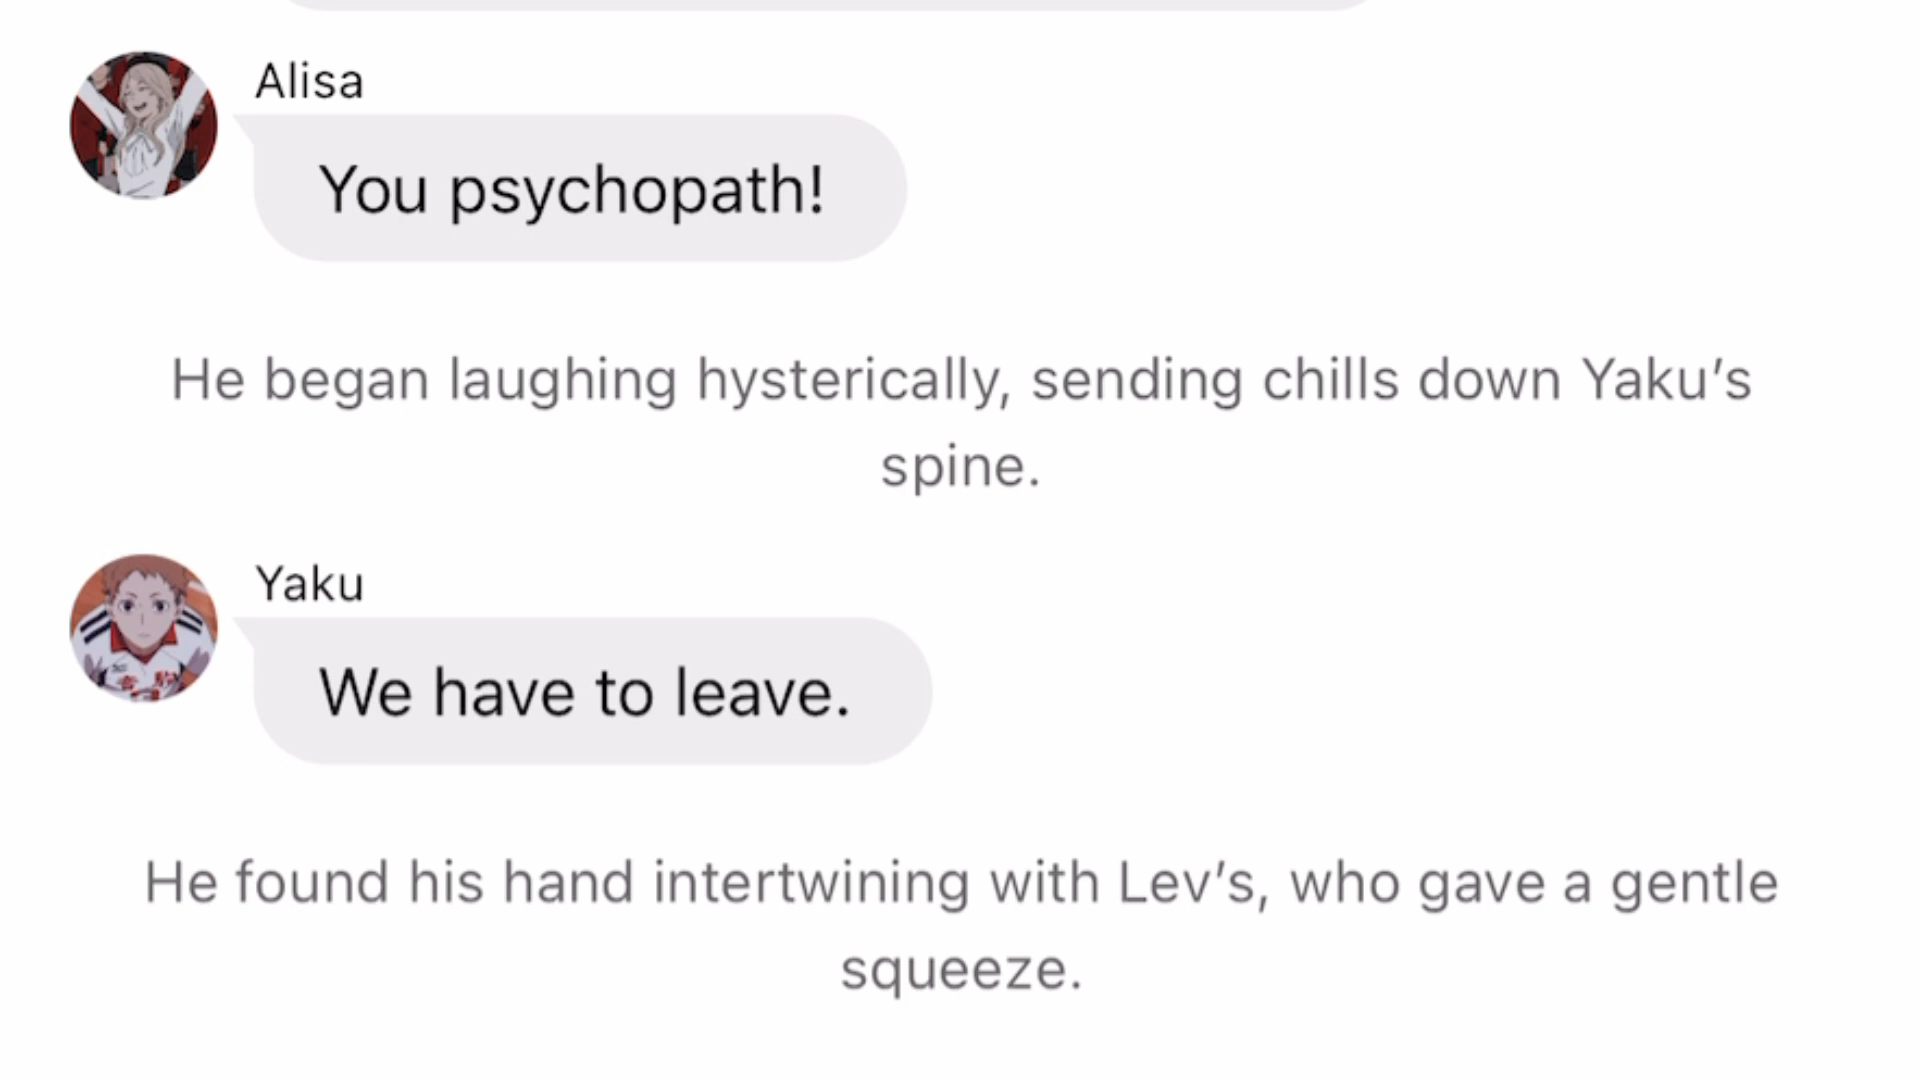 Alisa
You psychopath!
He began laughing hysterically, sending chills down Yaku’s
spine.
Yaku
We have to leave.
He found his hand intertwining with Lev’s, who gave a gentle
squeeze.